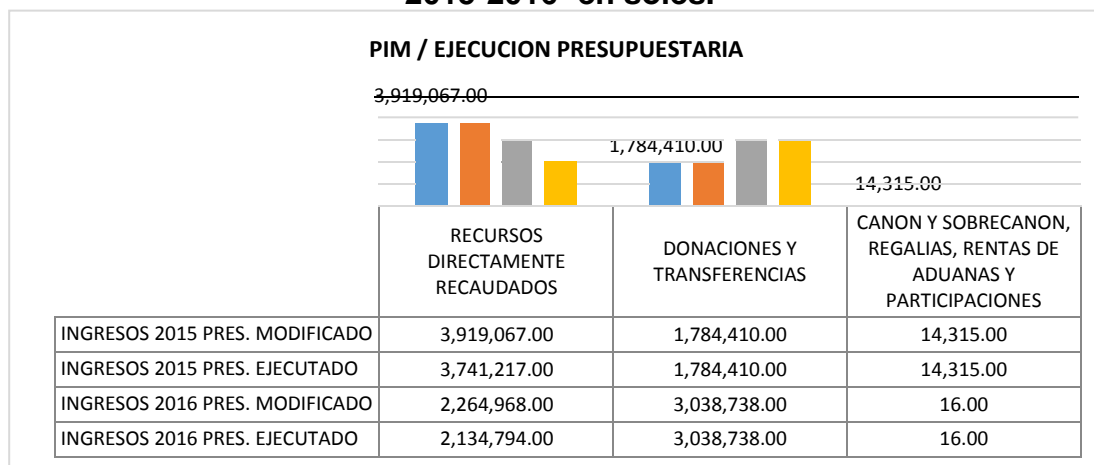 PIM / EJECUCION PRESUPUESTARIA
3,919,067.00
1,784,410.00
14,315.00
RECURSOS
DIRECTAMENTE
RECAUDADOS
DONACIONES Y
TRANSFERENCIAS
CANON Y SOBRECANON,
REGALIAS, RENTAS DE
ADUANAS Y
PARTICIPACIONES
INGRESOS 2015 PRES. MODIFICADO 3,919,067.00 1,784,410.00 14,315.00
INGRESOS 2015 PRES. EJECUTADO 3,741,217.00 1,784,410.00 14,315.00
INGRESOS 2016 PRES. MODIFICADO 2,264,968.00 3,038,738.00 16.00
INGRESOS 2016 PRES. EJECUTADO 2,134,794.00 3,038,738.00 16.00